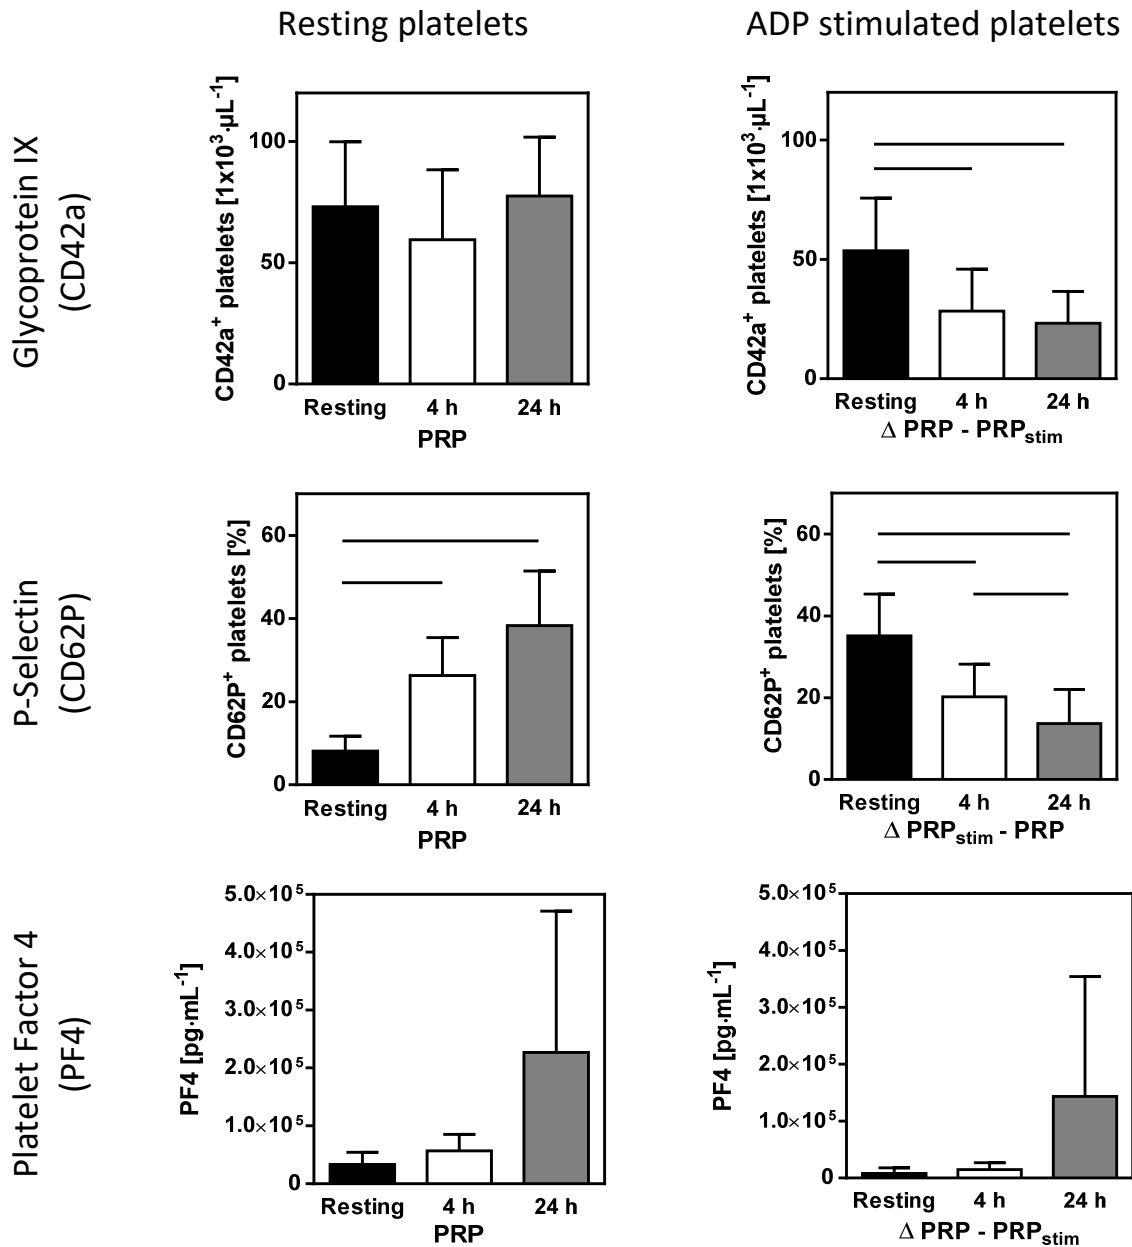 Resting platelets
ADP stimulated platelets
Glycoprotein IX
(CD42a)
CD42a⁺ platelets [1x10³·µL⁻¹]
100
50
0
Resting 4 h 24 h
PRP
CD42a⁺ platelets [1x10³·µL⁻¹]
100
50
0
Resting 4 h 24 h
Δ PRP - PRPstim
P-Selectin
(CD62P)
CD62P⁺ platelets [%]
60
40
20
0
Resting 4 h 24 h
PRP
CD62P⁺ platelets [%]
60
40
20
0
Resting 4 h 24 h
Δ PRPstim - PRP
Platelet Factor 4
(PF4)
PF4 [pg·mL⁻¹]
5.0×10⁵
4.0×10⁵
3.0×10⁵
2.0×10⁵
1.0×10⁵
0
Resting 4 h 24 h
PRP
PF4 [pg·mL⁻¹]
5.0×10⁵
4.0×10⁵
3.0×10⁵
2.0×10⁵
1.0×10⁵
0
Resting 4 h 24 h
Δ PRP - PRPstim